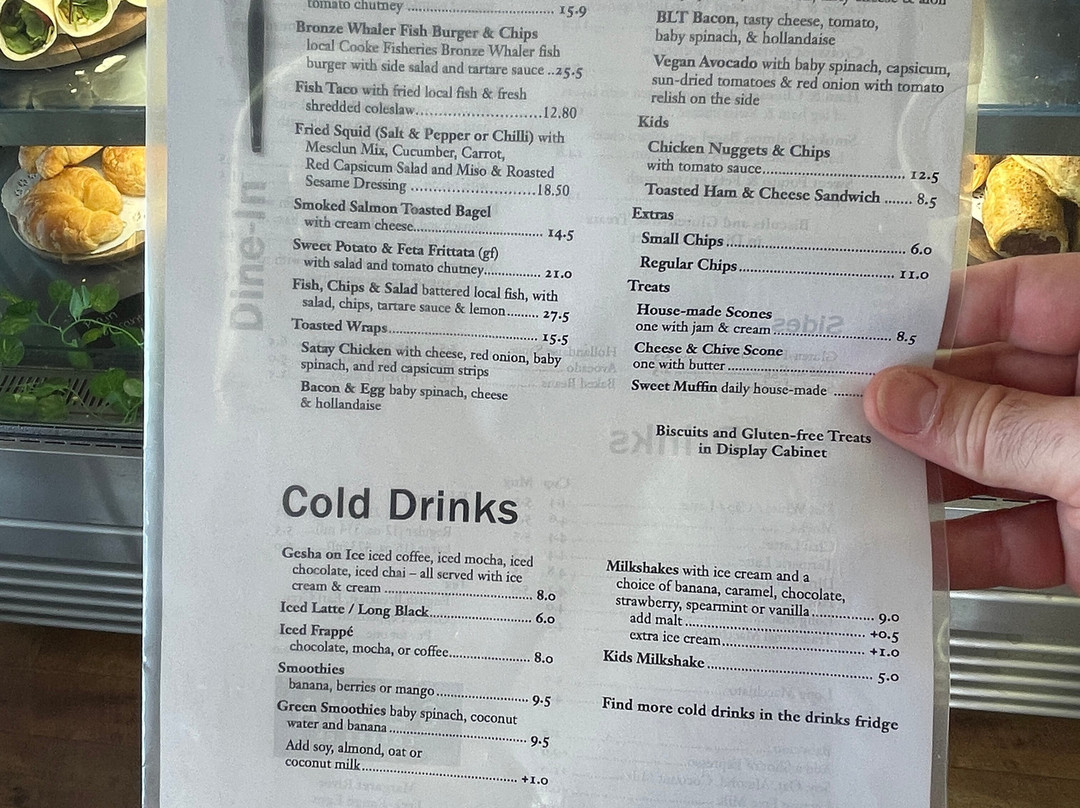 tomato chutney ........ 15.9
Bronze Whaler Fish Burger & Chips
local Cooke Fisheries Bronze Whaler fish
burger with side salad and tartare sauce ..25.5
Fish Taco with fried local fish & fresh
shredded coleslaw........12.80
Fried Squid (Salt & Pepper or Chilli) with
Mesclun Mix, Cucumber, Carrot,
Red Capsicum Salad and Miso & Roasted
Sesame Dressing ........18.50
Smoked Salmon Toasted Bagel
with cream cheese........ 14.5
Sweet Potato & Feta Frittata (gf)
with salad and tomato chutney........ 21.0
Fish, Chips & Salad battered local fish, with
salad, chips, tartare sauce & lemon........ 27.5
Toasted Wraps........ 15.5
Satay Chicken with cheese, red onion, baby
spinach, and red capsicum strips
Bacon & Egg baby spinach, cheese
& hollandaise
Dine-In
BLT Bacon, tasty cheese, tomato,
baby spinach, & hollandaise
Vegan Avocado with baby spinach, capsicum,
sun-dried tomatoes & red onion with tomato
relish on the side
Kids
Chicken Nuggets & Chips
with tomato sauce........ 12.5
Toasted Ham & Cheese Sandwich ....... 8.5
Extras
Small Chips ........ 6.0
Regular Chips........ 11.0
Treats
House-made Scones
one with jam & cream........ 8.5
Cheese & Chive Scone
one with butter ........
Sweet Muffin daily house-made ........
Biscuits and Gluten-free Treats
in Display Cabinet
Cold Drinks
Gesha on Ice iced coffee, iced mocha, iced
chocolate, iced chai – all served with ice
cream & cream ........ 8.0
Iced Latte / Long Black........ 6.0
Iced Frappé
chocolate, mocha, or coffee........ 8.0
Smoothies
banana, berries or mango........ 9.5
Green Smoothies baby spinach, coconut
water and banana........ 9.5
Add soy, almond, oat or
coconut milk........ +1.0
Milkshakes with ice cream and a
choice of banana, caramel, chocolate,
strawberry, spearmint or vanilla........ 9.0
add malt ........ +0.5
extra ice cream........ +1.0
Kids Milkshake........ 5.0
Find more cold drinks in the drinks fridge